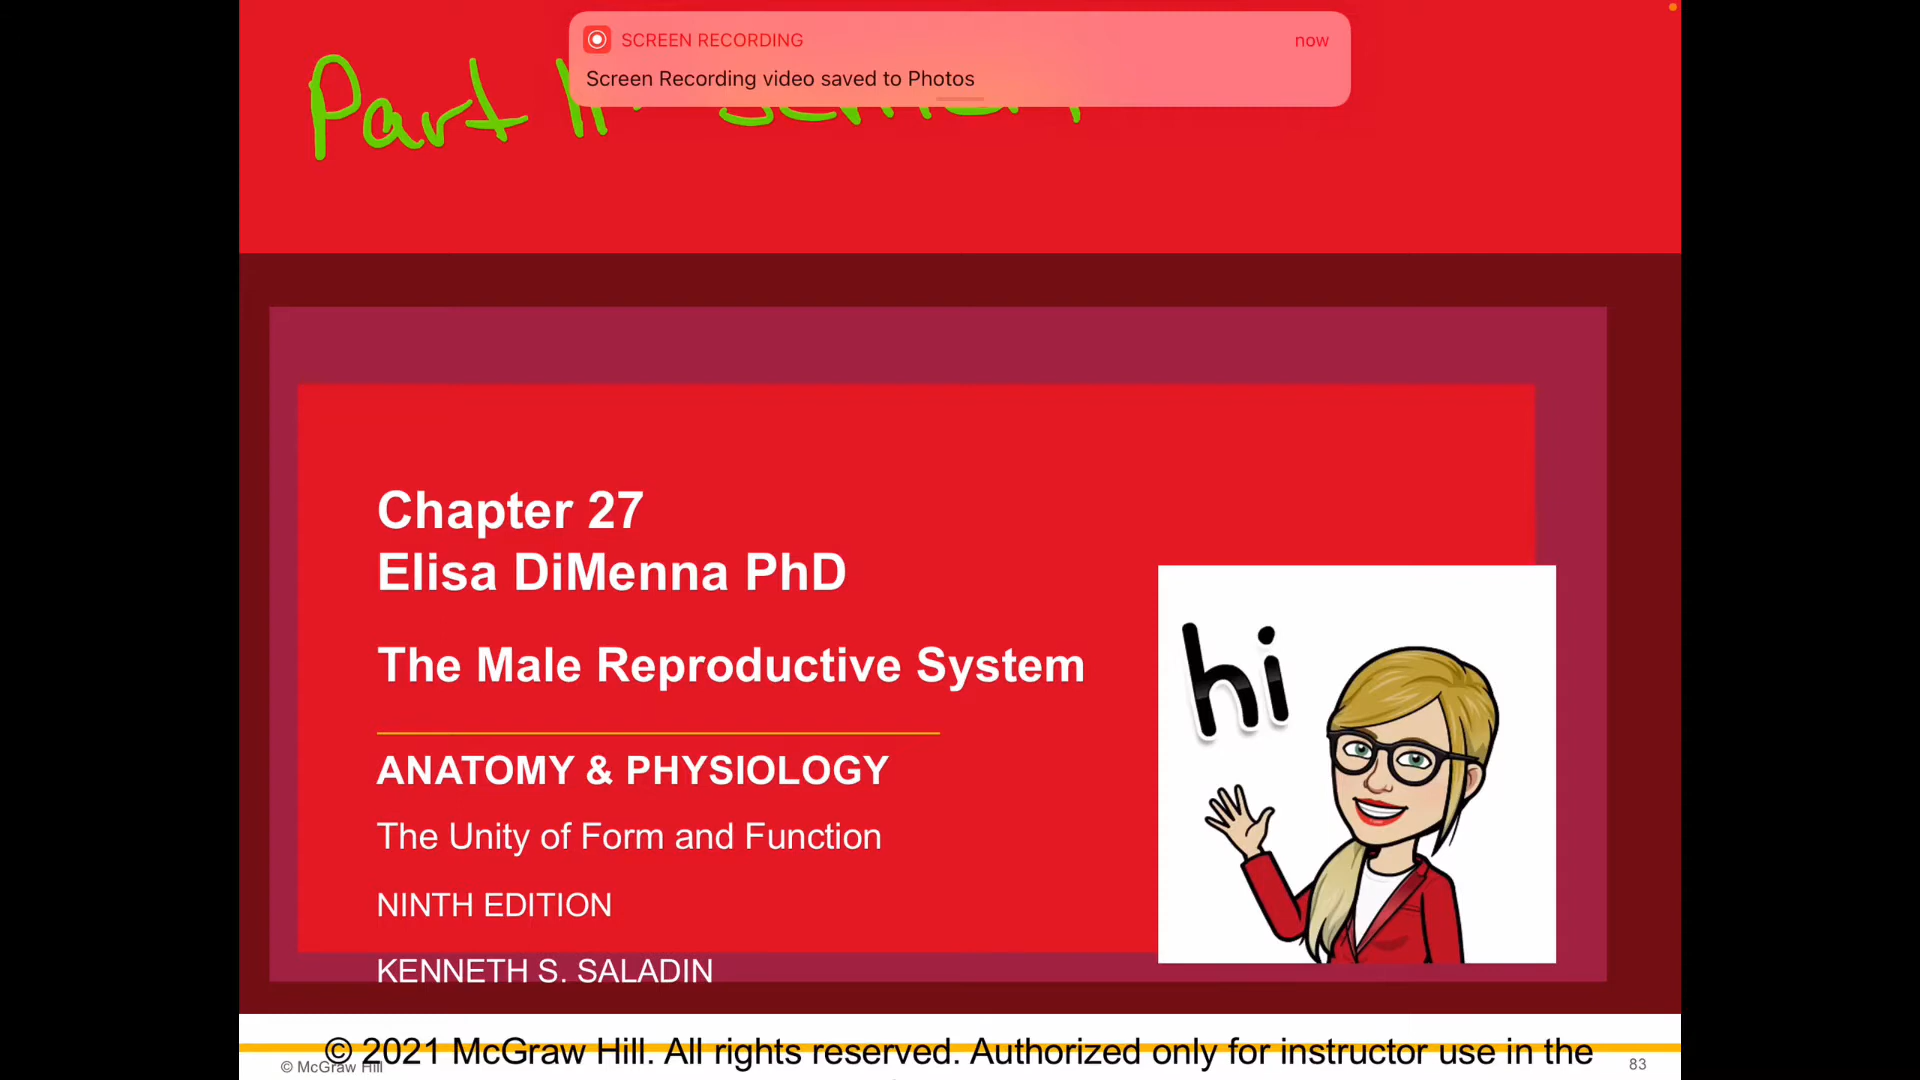 SCREEN RECORDING now
Screen Recording video saved to Photos
Part
Chapter 27
Elisa DiMenna PhD
The Male Reproductive System
ANATOMY & PHYSIOLOGY
The Unity of Form and Function
NINTH EDITION
KENNETH S. SALADIN
hi
© 2021 McGraw Hill. All rights reserved. Authorized only for instructor use in the
© McGraw Hill
83